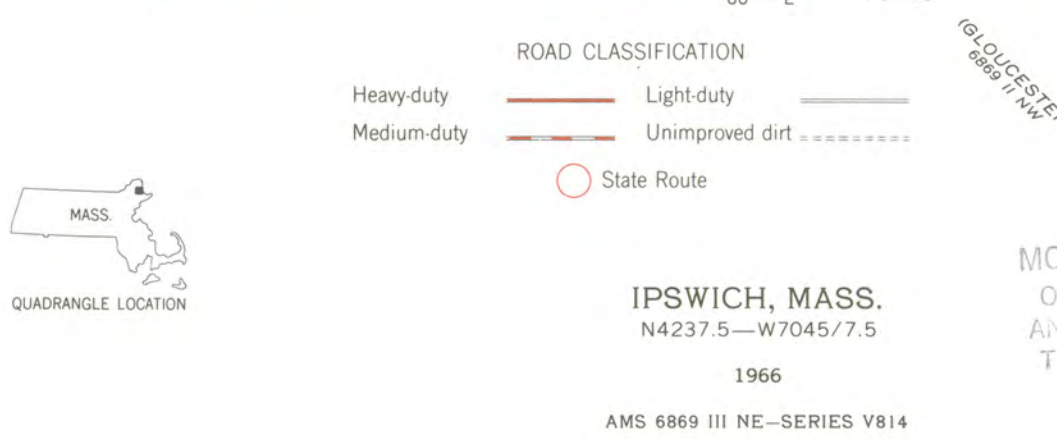 ROAD CLASSIFICATION
Heavy-duty
Light-duty
Medium-duty
Unimproved dirt
State Route
6869 II NW
MASS.
QUADRANGLE LOCATION
IPSWICH, MASS.
N4237.5—W7045/7.5
1966
AMS 6869 III NE—SERIES V814